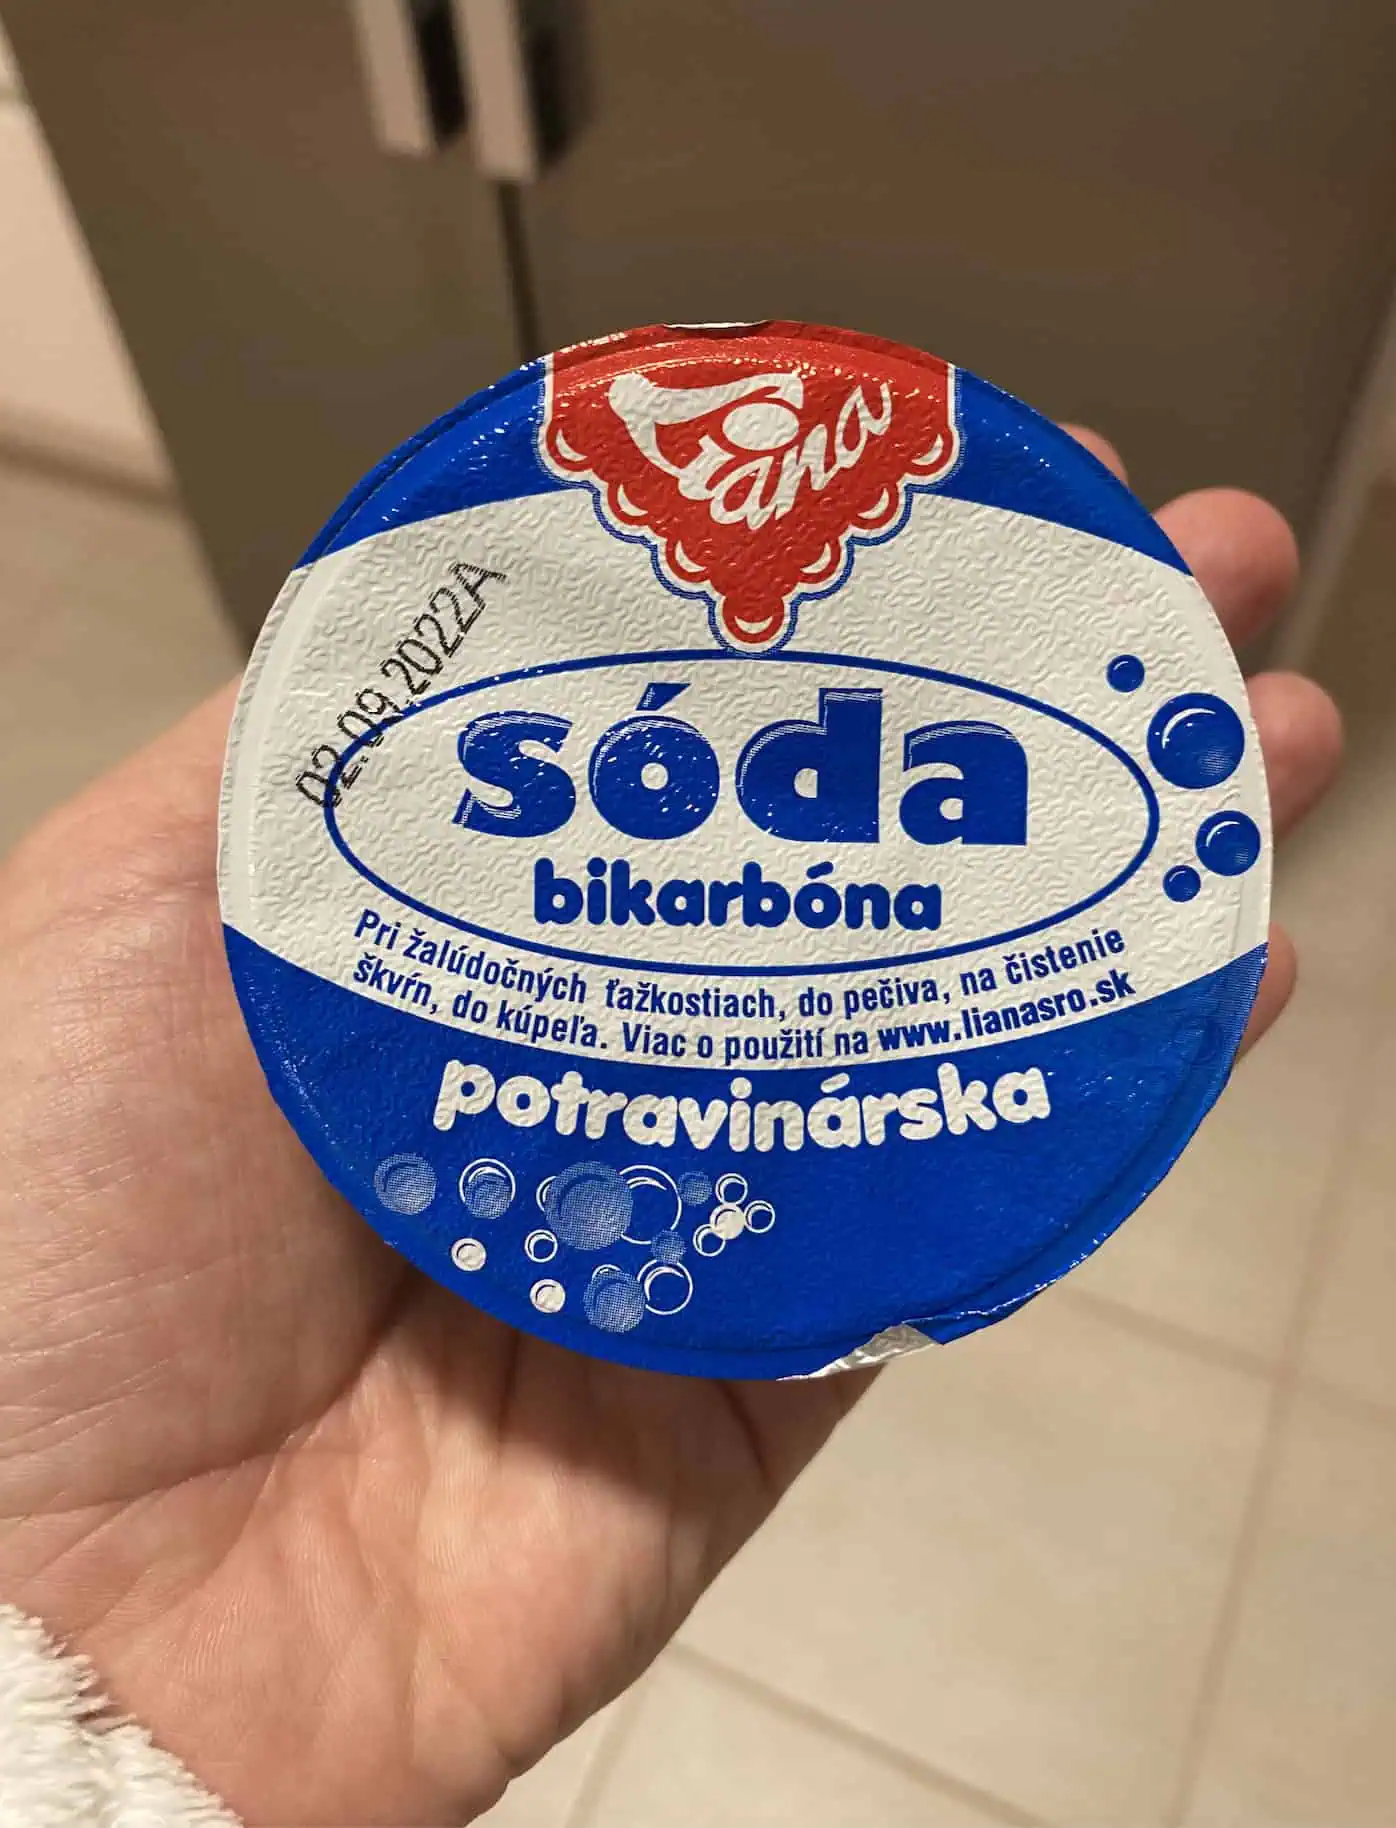 Liana
02.09.2022A
sóda
bikarbóna
Pri žalúdočných ťažkostiach, do pečiva, na čistenie
škvŕn, do kúpeľa. Viac o použití na www.lianasro.sk
potravinárska